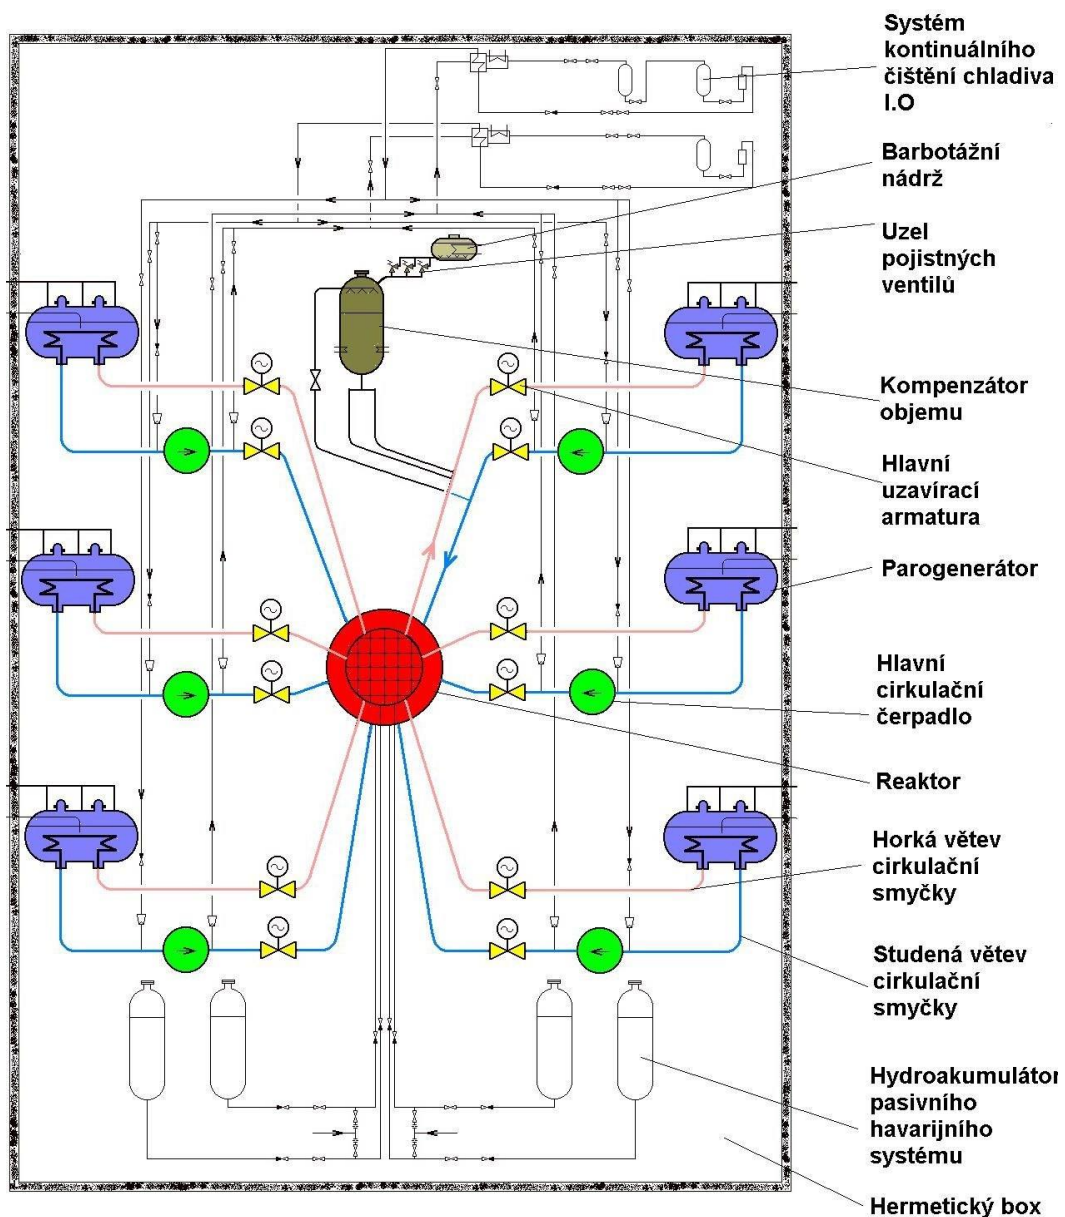 Systém
kontinuálního
čištění chladiva
I.O
Barbotážní
nádrž
Uzel
pojistných
ventilů
Kompenzátor
objemu
Hlavní
uzavírací
armatura
Parogenerátor
Hlavní
cirkulační
čerpadlo
Reaktor
Horká větev
cirkulační
smyčky
Studená větev
cirkulační
smyčky
Hydroakumulátor
pasivního
havarijního
systému
Hermetický box